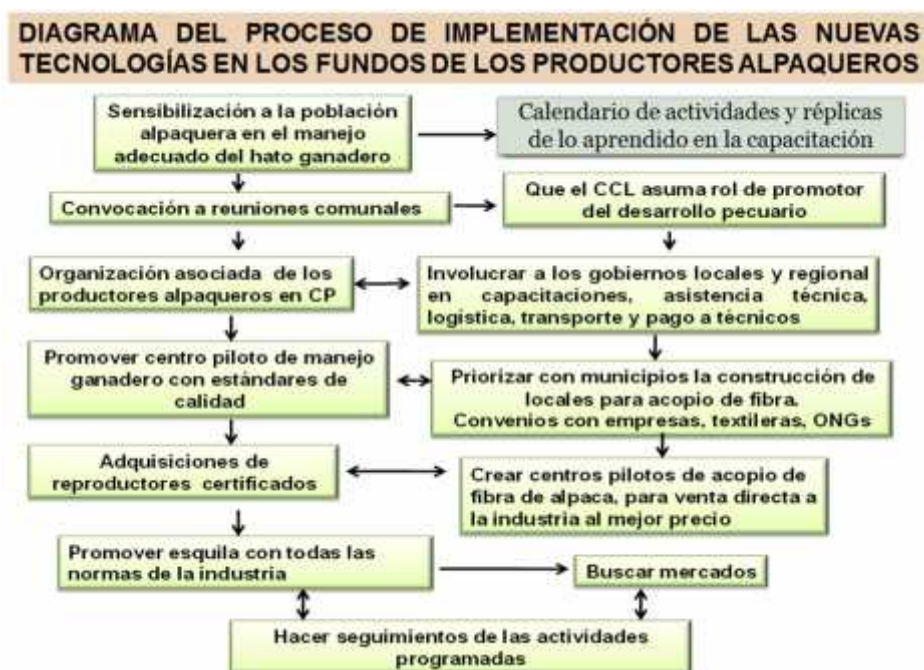 DIAGRAMA DEL PROCESO DE IMPLEMENTACIÓN DE LAS NUEVAS
TECNOLOGÍAS EN LOS FUNDOS DE LOS PRODUCTORES ALPAQUEROS
Sensibilización a la población
alpaquera en el manejo
adecuado del hato ganadero
Calendario de actividades y réplicas
de lo aprendido en la capacitación
Convocación a reuniones comunales
Que el CCL asuma rol de promotor
del desarrollo pecuario
Organización asociada de los
productores alpaqueros en CP
Involucrar a los gobiernos locales y regional
en capacitaciones, asistencia técnica,
logística, transporte y pago a técnicos
Promover centro piloto de manejo
ganadero con estándares de
calidad
Priorizar con municipios la construcción de
locales para acopio de fibra.
Convenios con empresas, textileras, ONGs
Adquisiciones de
reproductores certificados
Crear centros pilotos de acopio de
fibra de alpaca, para venta directa a
la industria al mejor precio
Promover esquila con todas las
normas de la industria
Buscar mercados
Hacer seguimientos de las actividades
programadas